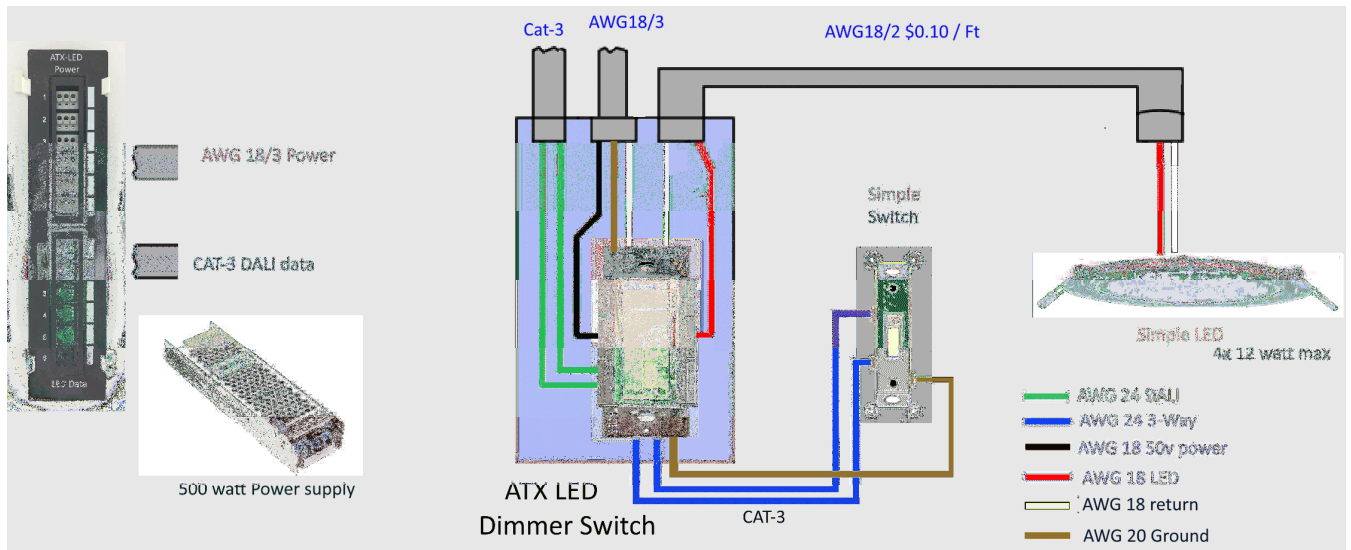 ATX-LED
Power
1
2
3
5
6
LED Data
AWG 18/3 Power
CAT-3 DALI data
500 watt Power supply
Cat-3
AWG18/3
AWG18/2 $0.10 / Ft
Simple
Switch
Simple LED
4x 12 watt max
ATX LED
Dimmer Switch
CAT-3
AWG 24 DALI
AWG 24 3-Way
AWG 18 50v power
AWG 18 LED
AWG 18 return
AWG 20 Ground